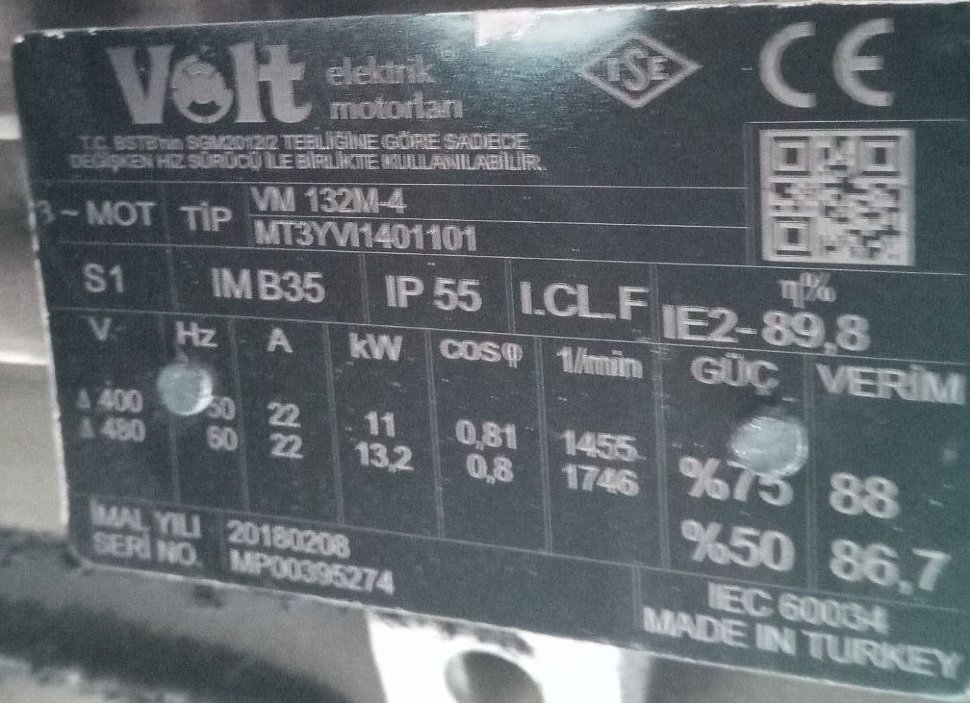 Volt elektrik
motorları
TSE
CE
T.C. BSTB'nin SGM2012/2 TEBLİĞİNE GÖRE SADECE
DEĞİŞKEN HIZ SÜRÜCÜ İLE BİRLİKTE KULLANILABİLİR.
3 ~ MOT TİP VM 132M-4
MT3YVI1401101
S1 IM B35 IP 55 I.CL.F IE2- 89,8 η%
V Hz A kW cosφ 1/min GÜÇ VERİM
Δ 400 50 22 11 0,81 1455 %75 88
Δ 480 60 22 13,2 0,8 1746 %50 86,7
İMAL YILI 20180208
SERİ NO. MP00395274
IEC 60034
MADE IN TURKEY